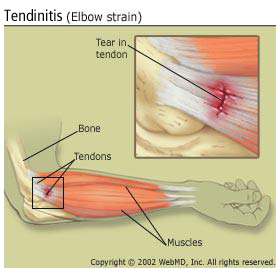 Tendinitis (Elbow strain)
Tear in
tendon
Bone
Tendons
Muscles
Copyright © 2002 WebMD, Inc. All rights reserved.